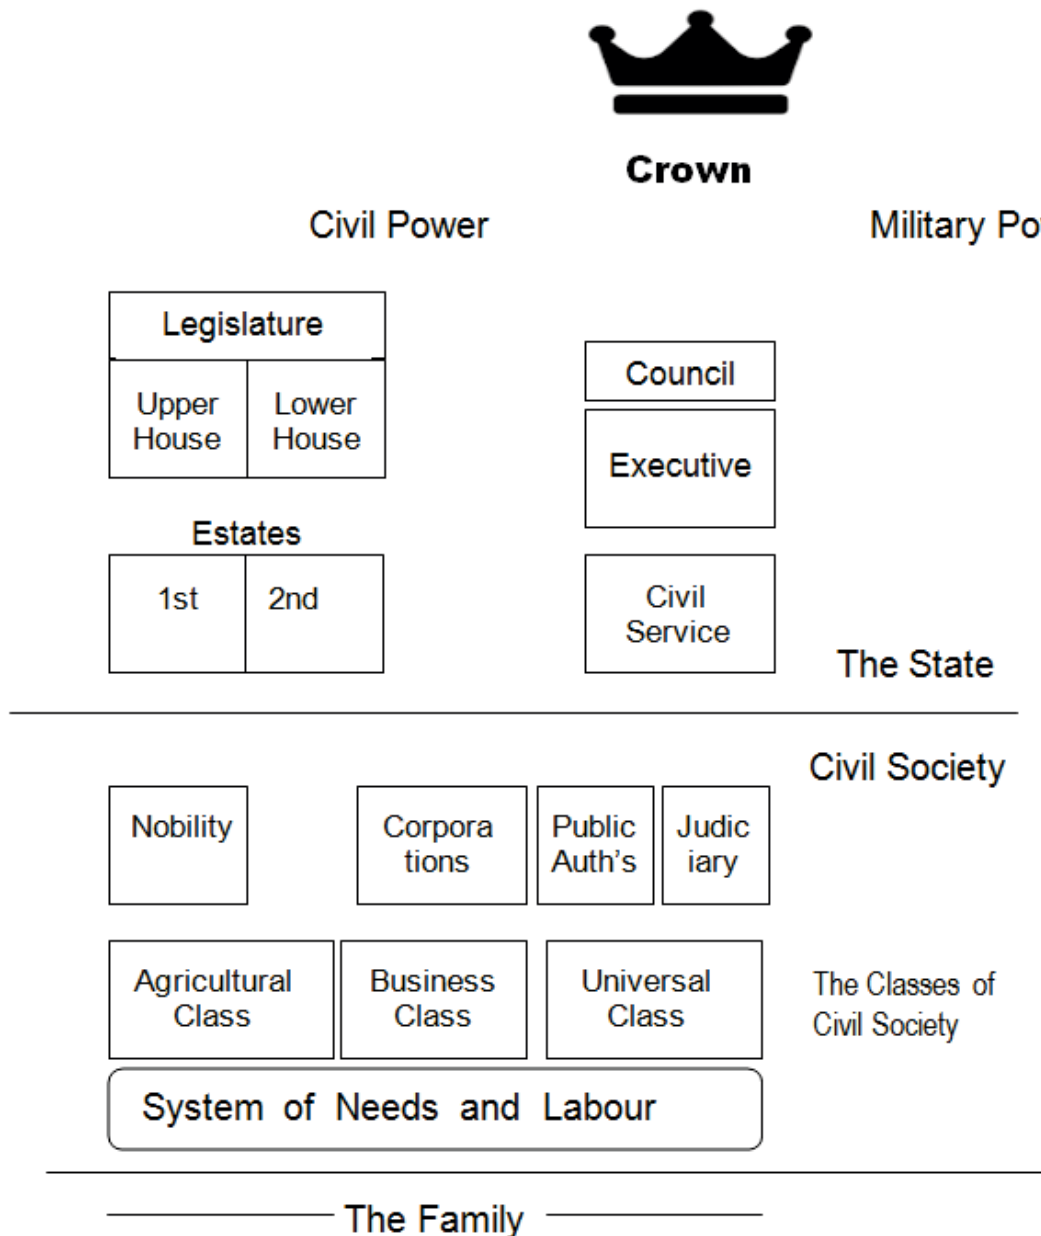 Crown
Civil Power
Military Po
Legislature
Upper
House
Lower
House
Council
Executive
Estates
1st
2nd
Civil
Service
The State
Civil Society
Nobility
Corpora
tions
Public
Auth's
Judic
iary
Agricultural
Class
Business
Class
Universal
Class
The Classes of
Civil Society
System of Needs and Labour
The Family